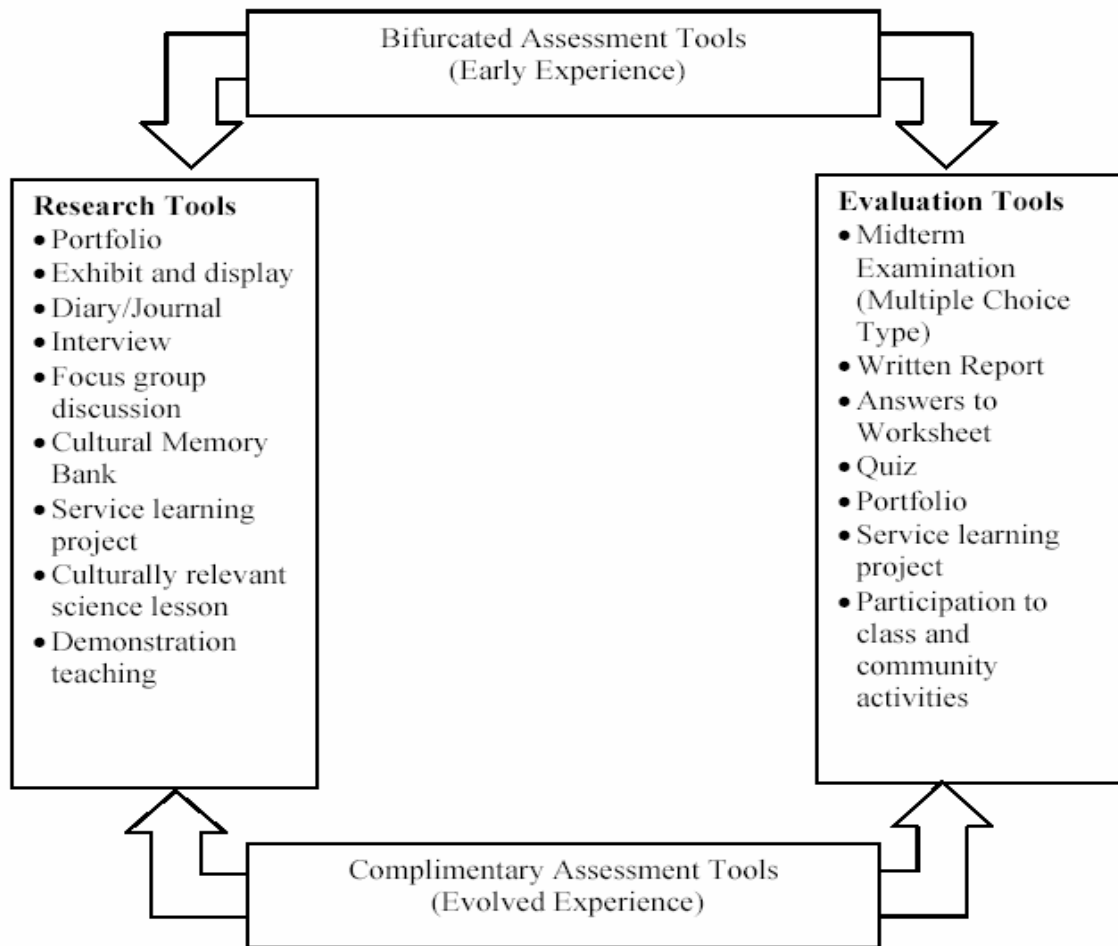 Bifurcated Assessment Tools
(Early Experience)
Research Tools
• Portfolio
• Exhibit and display
• Diary/Journal
• Interview
• Focus group
discussion
• Cultural Memory
Bank
• Service learning
project
• Culturally relevant
science lesson
• Demonstration
teaching
Evaluation Tools
• Midterm
Examination
(Multiple Choice
Type)
• Written Report
• Answers to
Worksheet
• Quiz
• Portfolio
• Service learning
project
• Participation to
class and
community
activities
Complimentary Assessment Tools
(Evolved Experience)